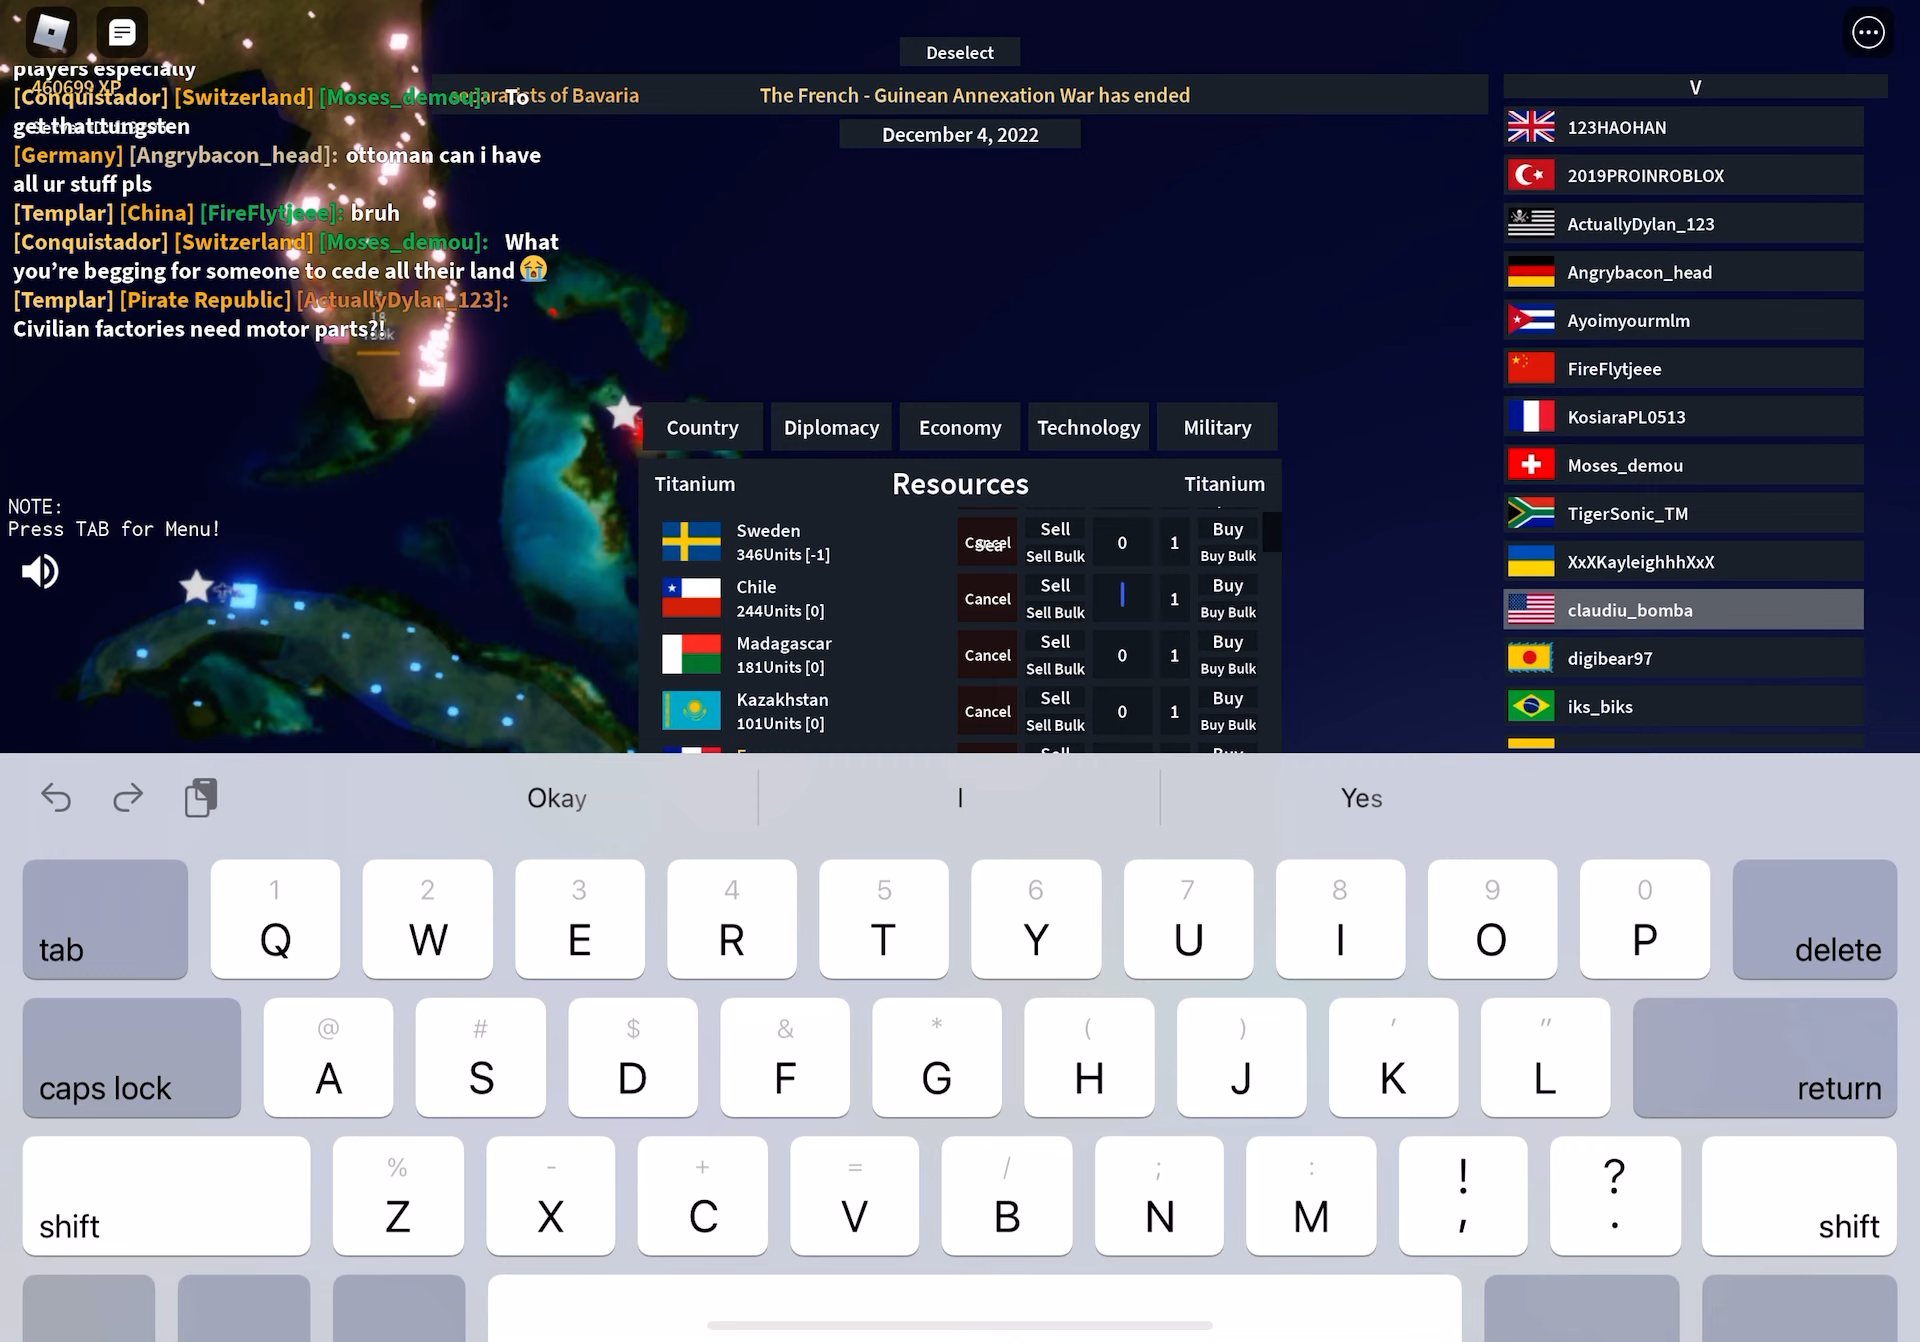 Deselect
players especially
460699 XP
[Conquistador] [Switzerland] [Moses_demou]: To
get that tungsten
[Germany] [Angrybacon_head]: ottoman can i have
all ur stuff pls
[Templar] [China] [FireFlytjeee]: bruh
[Conquistador] [Switzerland] [Moses_demou]: What
you're begging for someone to cede all their land 😭
[Templar] [Pirate Republic] [ActuallyDylan_123]:
Civilian factories need motor parts?!
of Bavaria
The French - Guinean Annexation War has ended
December 4, 2022
V
123HAOHAN
2019PROINROBLOX
ActuallyDylan_123
Angrybacon_head
Ayoimyourmlm
FireFlytjeee
KosiaraPL0513
Moses_demou
TigerSonic_TM
XxXKayleighhhXxX
claudiu_bomba
digibear97
iks_biks
NOTE:
Press TAB for Menu!
Country Diplomacy Economy Technology Military
Titanium Resources Titanium
Sweden
346Units [-1]
Cancel Sell 0 1 Buy
Sell Bulk Buy Bulk
Chile
244Units [0]
Cancel Sell 1 Buy
Sell Bulk Buy Bulk
Madagascar
181Units [0]
Cancel Sell 0 1 Buy
Sell Bulk Buy Bulk
Kazakhstan
101Units [0]
Cancel Sell 0 1 Buy
Sell Bulk Buy Bulk
Okay I Yes
1 2 3 4 5 6 7 8 9 0
tab Q W E R T Y U I O P delete
@ # $ & * ( ) ' "
caps lock A S D F G H J K L return
% - + = / ; : ! ?
shift Z X C V B N M , . shift